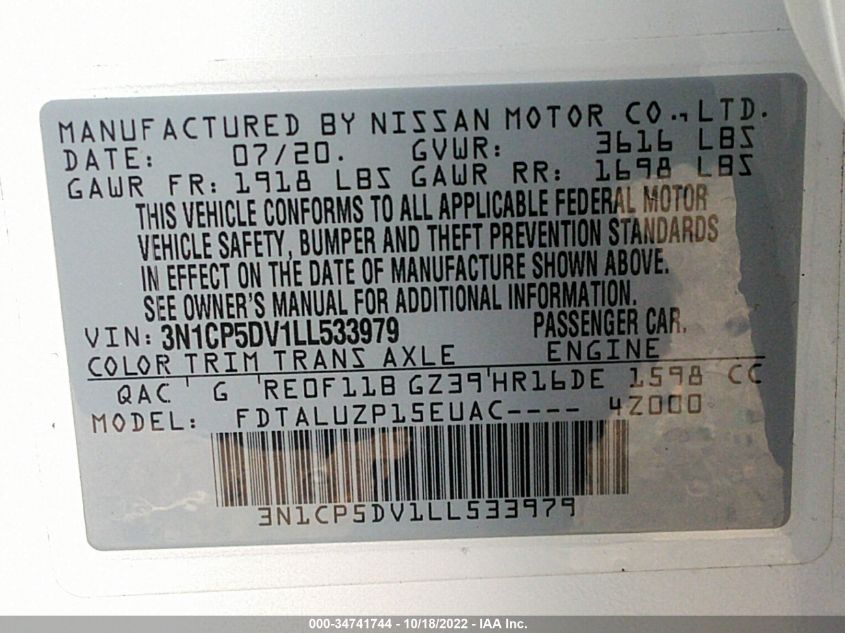 MANUFACTURED BY NISSAN MOTOR CO., LTD.
DATE: 07/20. GVWR: 3616 LBS
GAWR FR: 1918 LBS GAWR RR: 1698 LBS
THIS VEHICLE CONFORMS TO ALL APPLICABLE FEDERAL MOTOR
VEHICLE SAFETY, BUMPER AND THEFT PREVENTION STANDARDS
IN EFFECT ON THE DATE OF MANUFACTURE SHOWN ABOVE.
SEE OWNER'S MANUAL FOR ADDITIONAL INFORMATION.
VIN: 3N1CP5DV1LL533979 PASSENGER CAR.
COLOR TRIM TRANS AXLE ENGINE
QAC G RE0F11B GZ39 HR16DE 1598 CC
MODEL: FDTALUZP15EUAC---- 4Z000
3N1CP5DV1LL533979
000-34741744 - 10/18/2022 - IAA Inc.